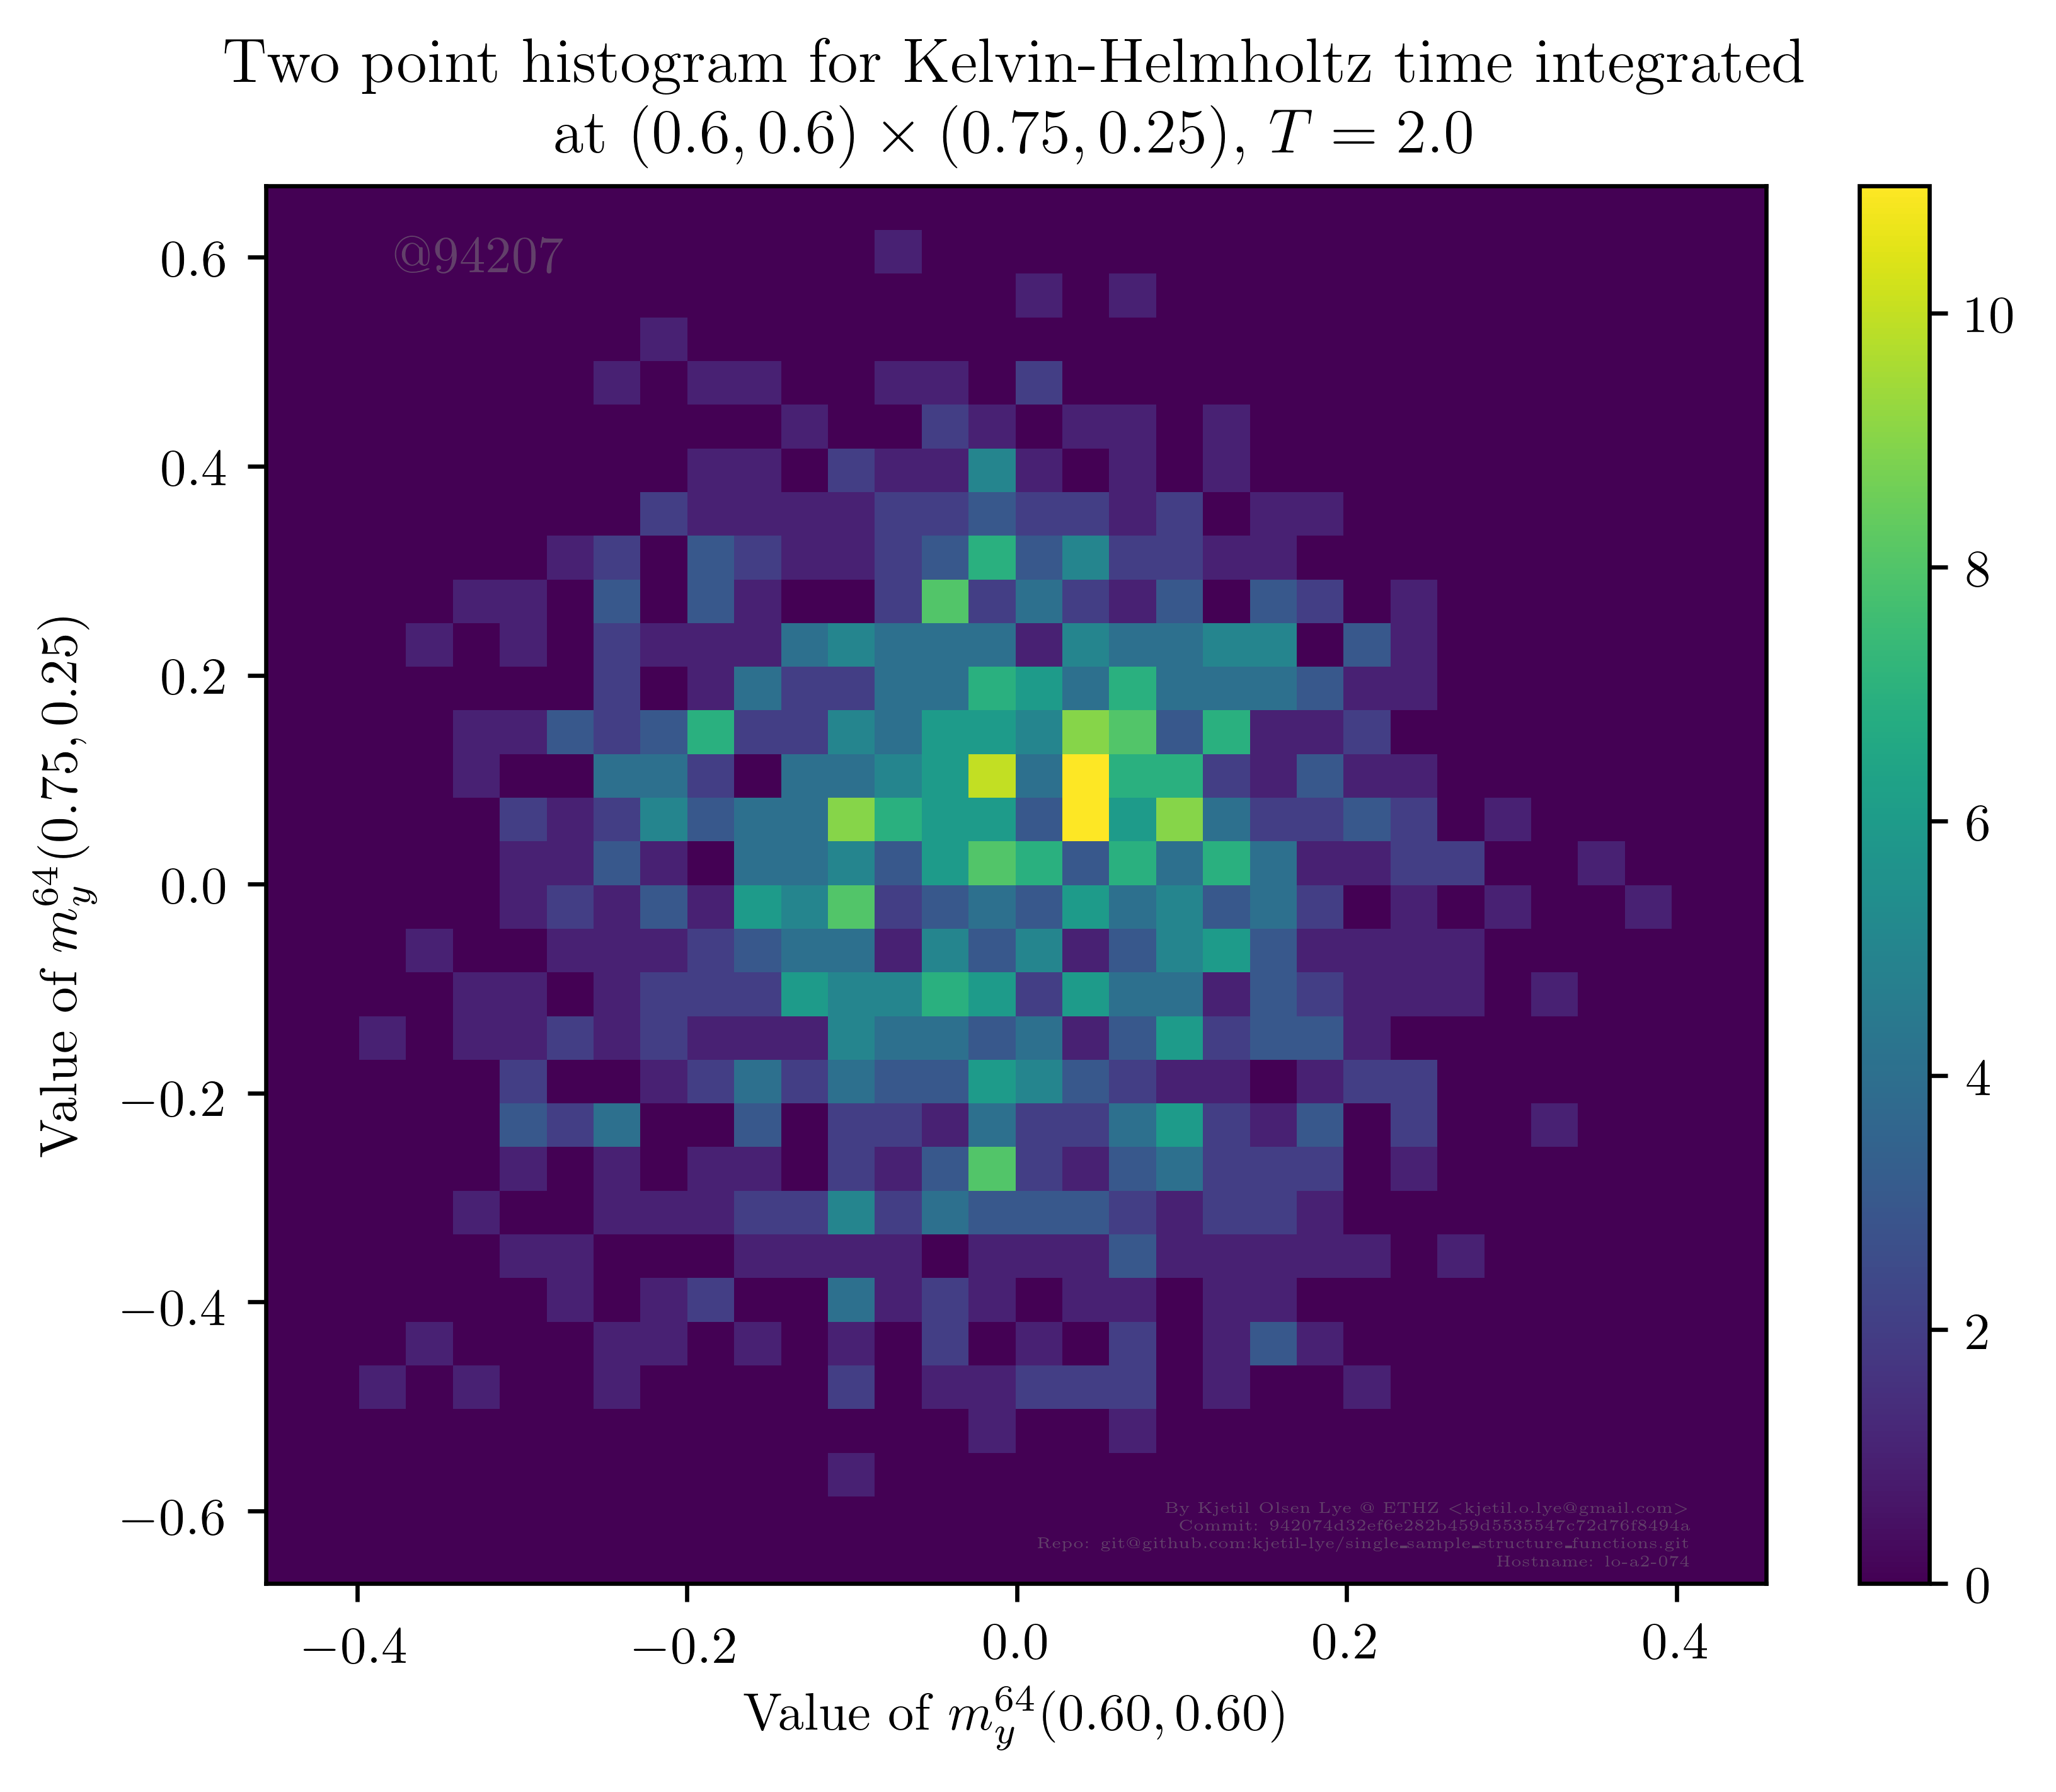 Two point histogram for Kelvin-Helmholtz time integrated
at (0.6, 0.6) × (0.75, 0.25), T = 2.0
@94207
0.6
0.4
0.2
0.0
−0.2
−0.4
−0.6
Value of m_y^64(0.75, 0.25)
−0.4
−0.2
0.0
0.2
0.4
Value of m_y^64(0.60, 0.60)
10
8
6
4
2
0
By Kjetil Olsen Lye @ ETHZ <kjetil.o.lye@gmail.com>
Commit: 942074d32ef6e282b459d5535547c72d76f8494a
Repo: git@github.com:kjetil-lye/single_sample_structure_functions.git
Hostname: lo-a2-074